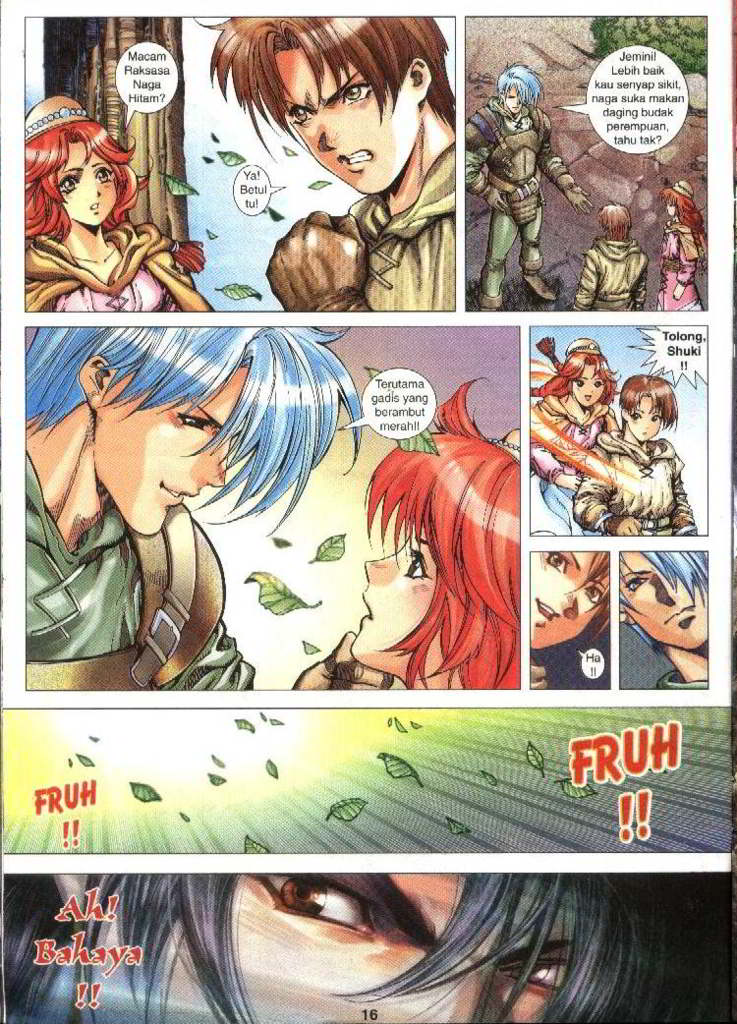 Macam
Raksasa
Naga
Hitam?
Ya!
Betul
tu!
Jemini!
Lebih baik
kau senyap sikit,
naga suka makan
daging budak
perempuan,
tahu tak?
Terutama
gadis yang
berambut
merah!!
Tolong,
Shuki
!!
Ha
!!
FRUH
!!
FRUH
!!
Ah!
Bahaya
!!
16